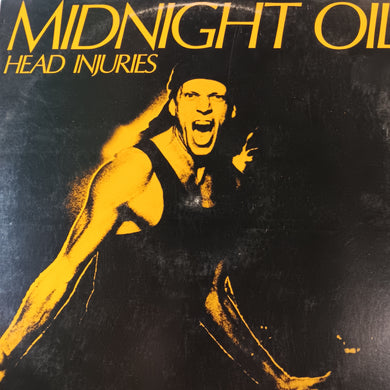 MIDNIGHT OIL
HEAD INJURIES